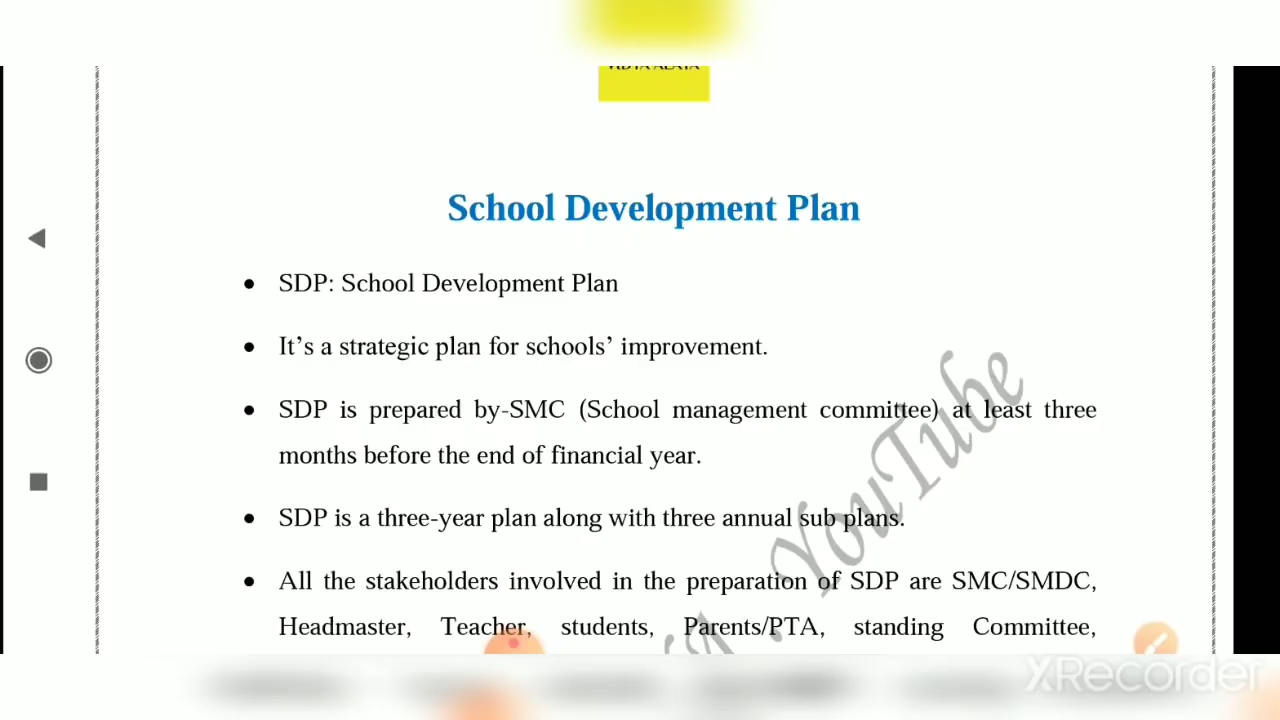 VIDYA ALAYA
School Development Plan
• SDP: School Development Plan
• It’s a strategic plan for schools’ improvement.
• SDP is prepared by-SMC (School management committee) at least three
months before the end of financial year.
• SDP is a three-year plan along with three annual sub plans.
• All the stakeholders involved in the preparation of SDP are SMC/SMDC,
Headmaster, Teacher, students, Parents/PTA, standing Committee,
YouTube
XRecorder